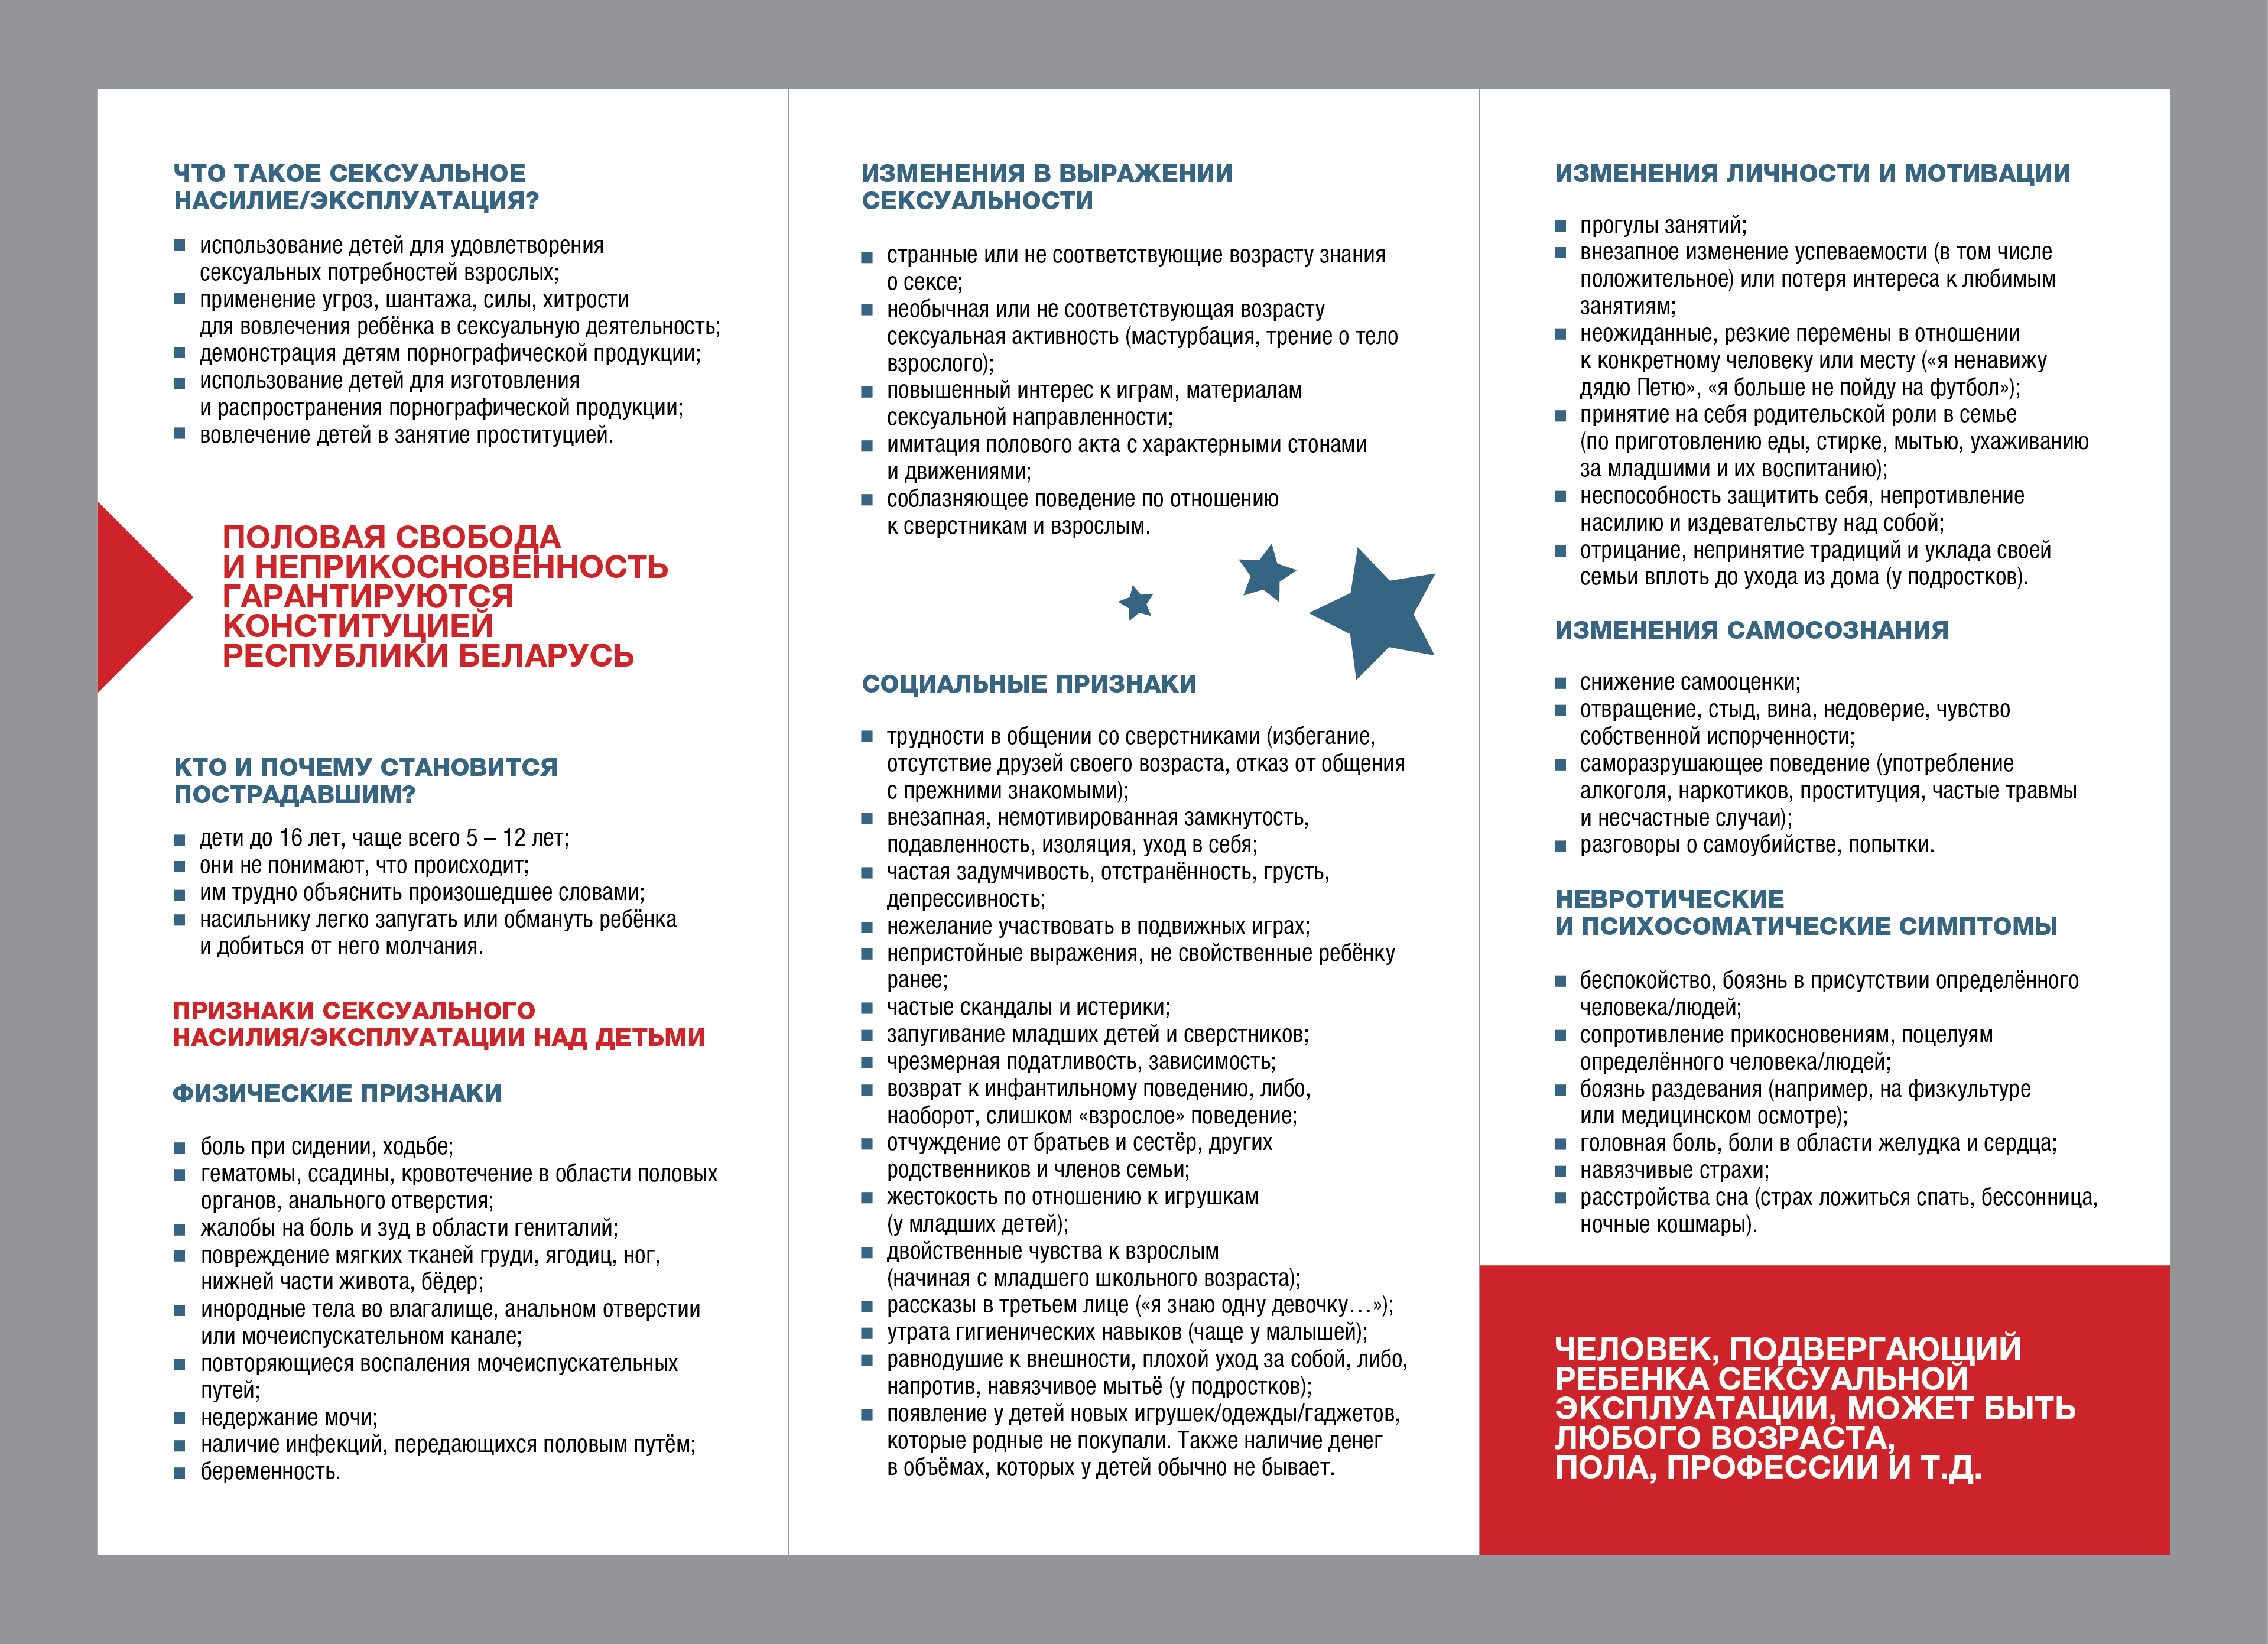 ЧТО ТАКОЕ СЕКСУАЛЬНОЕ
НАСИЛИЕ/ЭКСПЛУАТАЦИЯ?
использование детей для удовлетворения
сексуальных потребностей взрослых;
применение угроз, шантажа, силы, хитрости
для вовлечения ребёнка в сексуальную деятельность;
демонстрация детям порнографической продукции;
использование детей для изготовления
и распространения порнографической продукции;
вовлечение детей в занятие проституцией.
ПОЛОВАЯ СВОБОДА
И НЕПРИКОСНОВЕННОСТЬ
ГАРАНТИРУЮТСЯ
КОНСТИТУЦИЕЙ
РЕСПУБЛИКИ БЕЛАРУСЬ
КТО И ПОЧЕМУ СТАНОВИТСЯ
ПОСТРАДАВШИМ?
дети до 16 лет, чаще всего 5 – 12 лет;
они не понимают, что происходит;
им трудно объяснить произошедшее словами;
насильнику легко запугать или обмануть ребёнка
и добиться от него молчания.
ПРИЗНАКИ СЕКСУАЛЬНОГО
НАСИЛИЯ/ЭКСПЛУАТАЦИИ НАД ДЕТЬМИ
ФИЗИЧЕСКИЕ ПРИЗНАКИ
боль при сидении, ходьбе;
гематомы, ссадины, кровотечение в области половых
органов, анального отверстия;
жалобы на боль и зуд в области гениталий;
повреждение мягких тканей груди, ягодиц, ног,
нижней части живота, бёдер;
инородные тела во влагалище, анальном отверстии
или мочеиспускательном канале;
повторяющиеся воспаления мочеиспускательных
путей;
недержание мочи;
наличие инфекций, передающихся половым путём;
беременность.
ИЗМЕНЕНИЯ В ВЫРАЖЕНИИ
СЕКСУАЛЬНОСТИ
странные или не соответствующие возрасту знания
о сексе;
необычная или не соответствующая возрасту
сексуальная активность (мастурбация, трение о тело
взрослого);
повышенный интерес к играм, материалам
сексуальной направленности;
имитация полового акта с характерными стонами
и движениями;
соблазняющее поведение по отношению
к сверстникам и взрослым.
СОЦИАЛЬНЫЕ ПРИЗНАКИ
трудности в общении со сверстниками (избегание,
отсутствие друзей своего возраста, отказ от общения
с прежними знакомыми);
внезапная, немотивированная замкнутость,
подавленность, изоляция, уход в себя;
частая задумчивость, отстранённость, грусть,
депрессивность;
нежелание участвовать в подвижных играх;
непристойные выражения, не свойственные ребёнку
ранее;
частые скандалы и истерики;
запугивание младших детей и сверстников;
чрезмерная податливость, зависимость;
возврат к инфантильному поведению, либо,
наоборот, слишком «взрослое» поведение;
отчуждение от братьев и сестёр, других
родственников и членов семьи;
жестокость по отношению к игрушкам
(у младших детей);
двойственные чувства к взрослым
(начиная с младшего школьного возраста);
рассказы в третьем лице («я знаю одну девочку...»);
утрата гигиенических навыков (чаще у малышей);
равнодушие к внешности, плохой уход за собой, либо,
напротив, навязчивое мытьё (у подростков);
появление у детей новых игрушек/одежды/гаджетов,
которые родные не покупали. Также наличие денег
в объёмах, которых у детей обычно не бывает.
ИЗМЕНЕНИЯ ЛИЧНОСТИ И МОТИВАЦИИ
прогулы занятий;
внезапное изменение успеваемости (в том числе
положительное) или потеря интереса к любимым
занятиям;
неожиданные, резкие перемены в отношении
к конкретному человеку или месту («я ненавижу
дядю Петю», «я больше не пойду на футбол»);
принятие на себя родительской роли в семье
(по приготовлению еды, стирке, мытью, ухаживанию
за младшими и их воспитанию);
неспособность защитить себя, непротивление
насилию и издевательству над собой;
отрицание, непринятие традиций и уклада своей
семьи вплоть до ухода из дома (у подростков).
ИЗМЕНЕНИЯ САМОСОЗНАНИЯ
снижение самооценки;
отвращение, стыд, вина, недоверие, чувство
собственной испорченности;
саморазрушающее поведение (употребление
алкоголя, наркотиков, проституция, частые травмы
и несчастные случаи);
разговоры о самоубийстве, попытки.
НЕВРОТИЧЕСКИЕ
И ПСИХОСОМАТИЧЕСКИЕ СИМПТОМЫ
беспокойство, боязнь в присутствии определённого
человека/людей;
сопротивление прикосновениям, поцелуям
определённого человека/людей;
боязнь раздевания (например, на физкультуре
или медицинском осмотре);
головная боль, боли в области желудка и сердца;
навязчивые страхи;
расстройства сна (страх ложиться спать, бессонница,
ночные кошмары).
ЧЕЛОВЕК, ПОДВЕРГАЮЩИЙ
РЕБЕНКА СЕКСУАЛЬНОЙ
ЭКСПЛУАТАЦИИ, МОЖЕТ БЫТЬ
ЛЮБОГО ВОЗРАСТА,
ПОЛА, ПРОФЕССИИ И Т.Д.